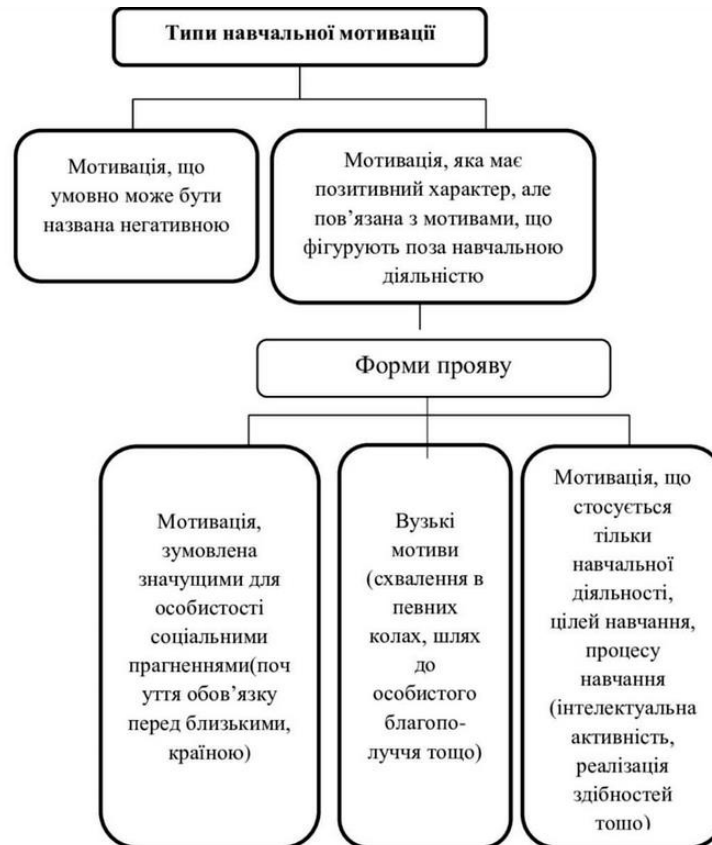 Типи навчальної мотивації
Мотивація, що
умовно може бути
названа негативною
Мотивація, яка має
позитивний характер, але
пов’язана з мотивами, що
фігурують поза навчальною
діяльністю
Форми прояву
Мотивація,
зумовлена
значущими для
особистості
соціальними
прагненнями(поч
уття обов’язку
перед близькими,
країною)
Вузькі
мотиви
(схвалення в
певних
колах, шлях
до
особистого
благопо-
луччя тощо)
Мотивація, що
стосується
тільки
навчальної
діяльності,
цілей навчання,
процесу
навчання
(інтелектуальна
активність,
реалізація
здібностей
тощо)